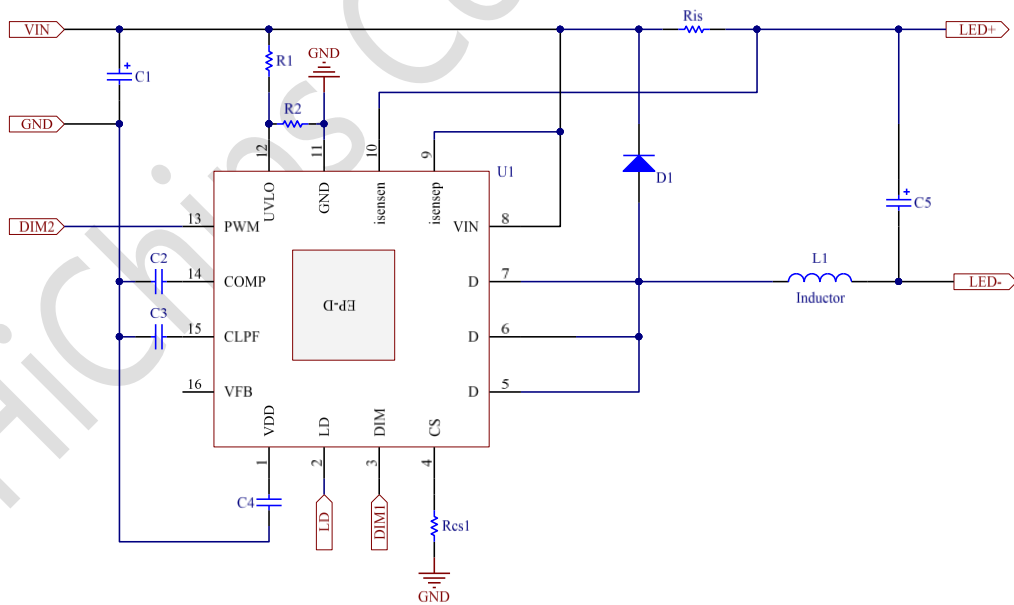 HiChips Co
VIN
Ris
LED+
R1
GND
C1
R2
GND
12
11
10
9
U1
D1
UVLO
GND
isensen
isensep
C5
DIM2
13
PWM
VIN
8
C2
14
COMP
D
7
L1
LED-
Inductor
EP-D
C3
15
CLPF
D
6
16
VFB
D
5
VDD
LD
DIM
CS
1
2
3
4
C4
LD
DIM1
Rcs1
GND